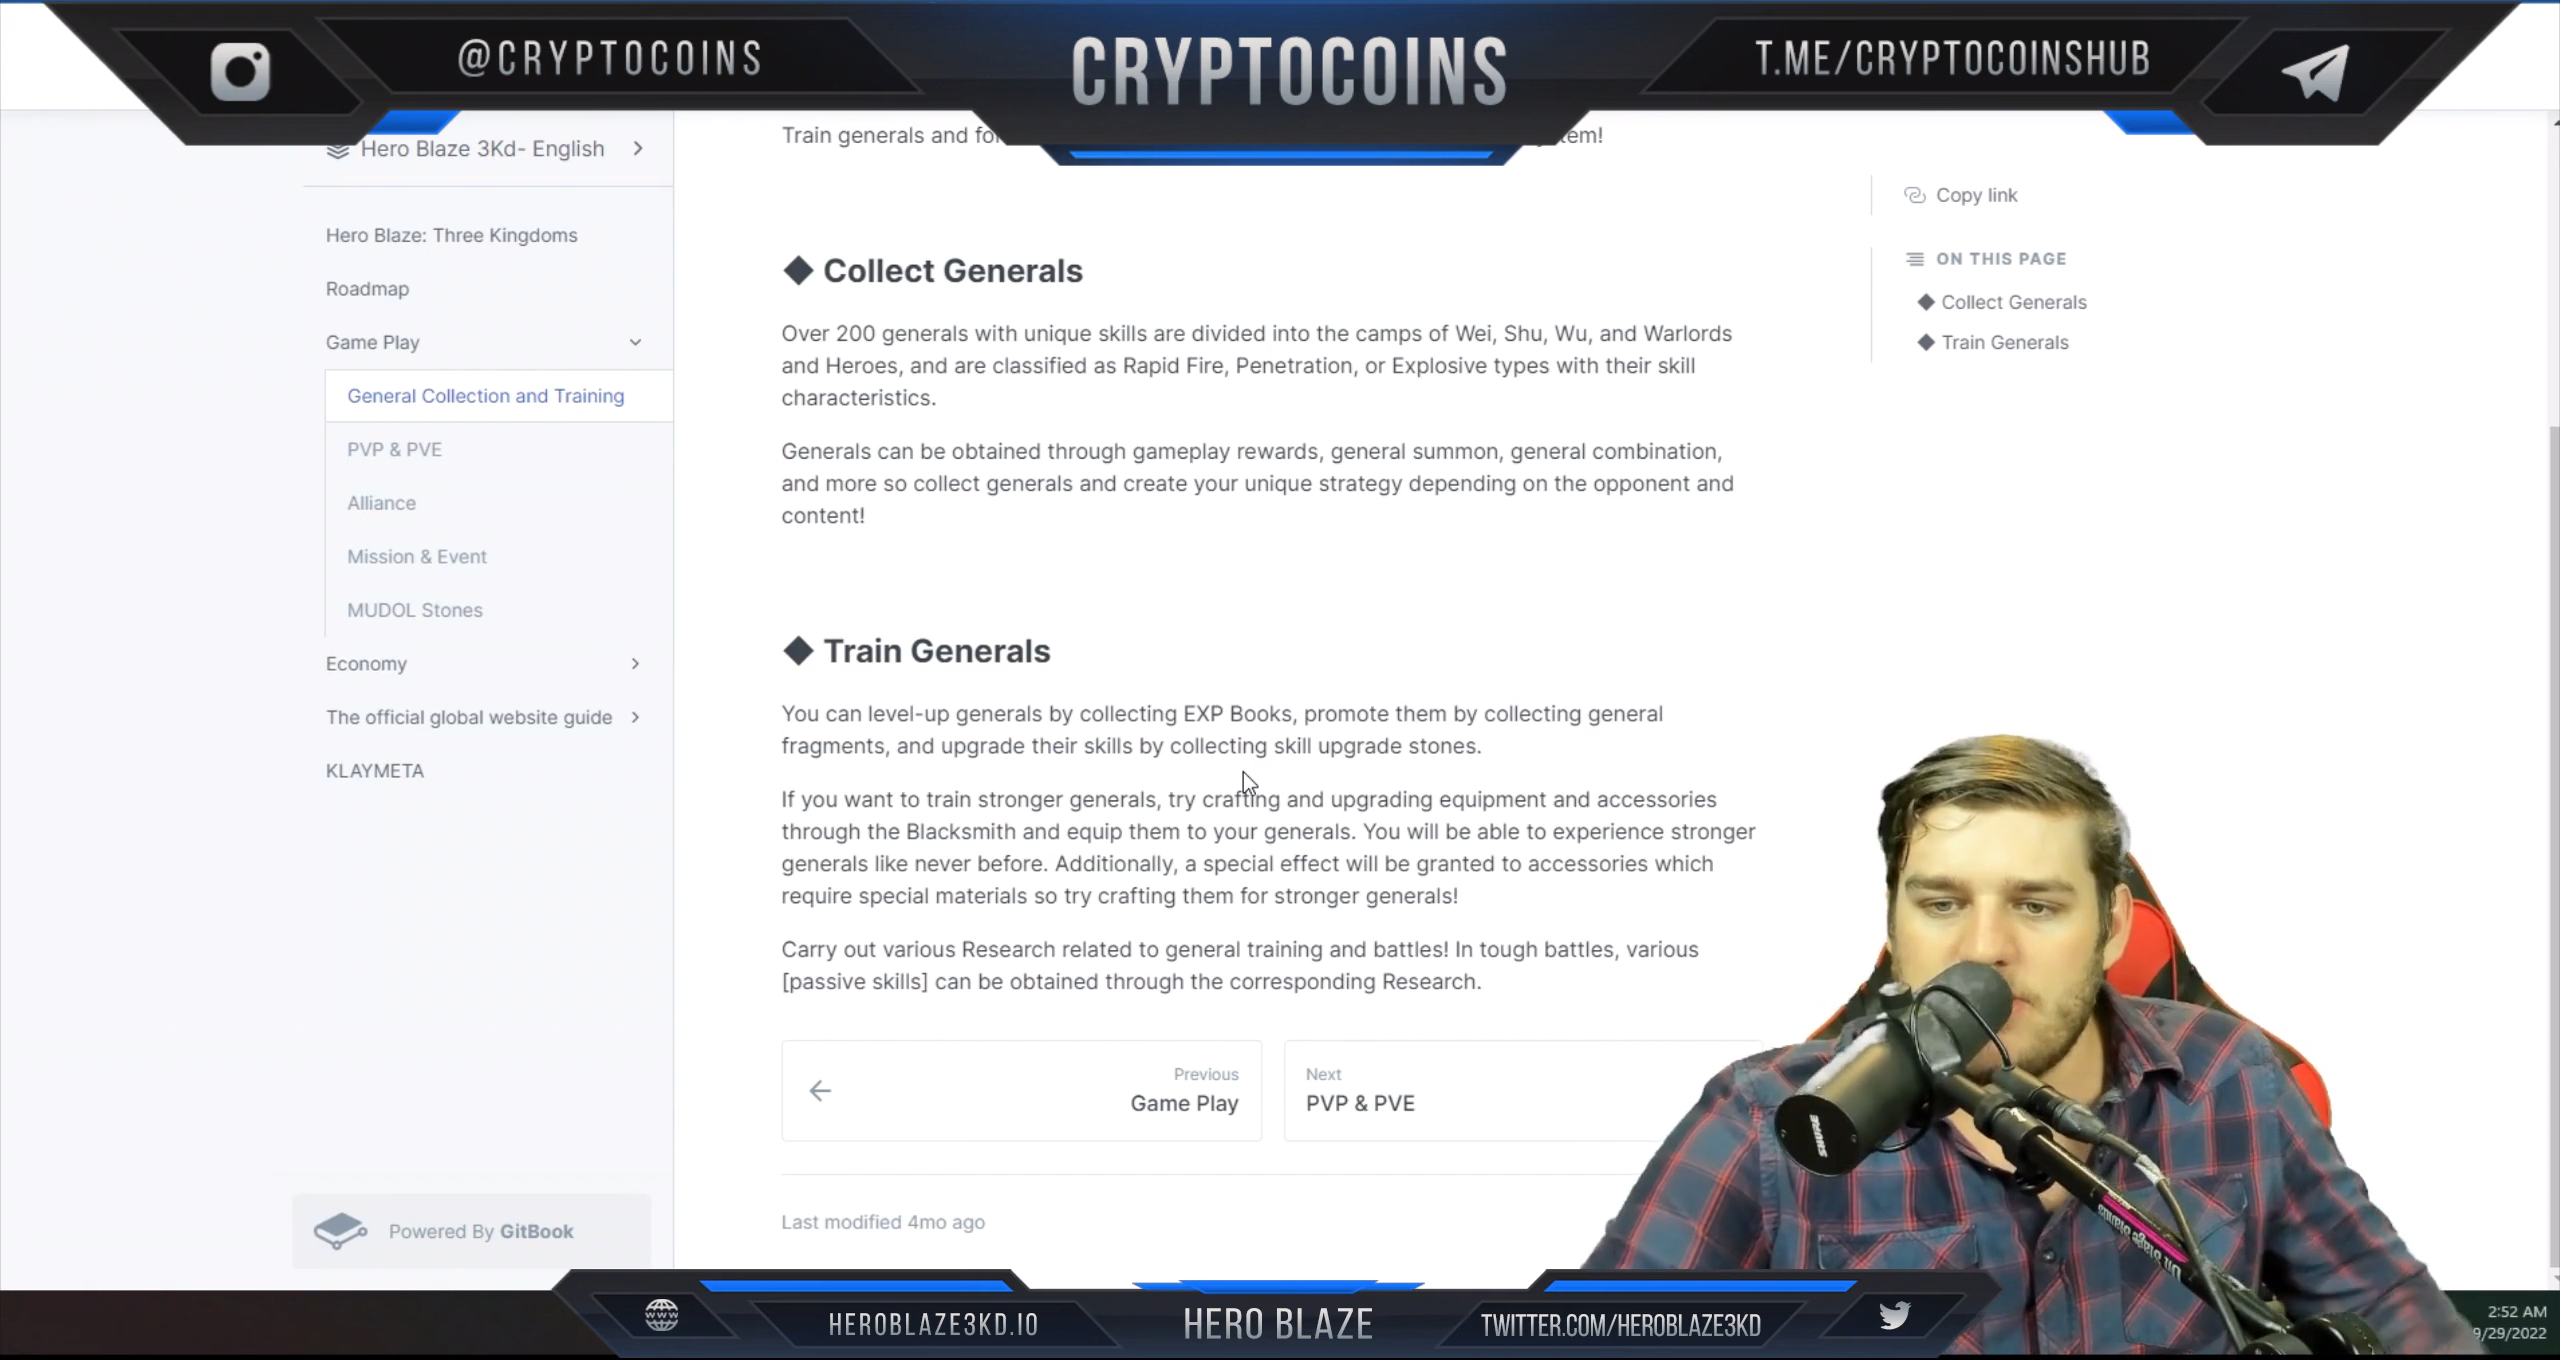 @CRYPTOCOINS
CRYPTOCOINS
T.ME/CRYPTOCOINSHUB
Hero Blaze 3Kd- English
Hero Blaze: Three Kingdoms
Roadmap
Game Play
General Collection and Training
PVP & PVE
Alliance
Mission & Event
MUDOL Stones
Economy
The official global website guide
KLAYMETA
Powered By GitBook
Train generals and
Collect Generals
Over 200 generals with unique skills are divided into the camps of Wei, Shu, Wu, and Warlords
and Heroes, and are classified as Rapid Fire, Penetration, or Explosive types with their skill
characteristics.
Generals can be obtained through gameplay rewards, general summon, general combination,
and more so collect generals and create your unique strategy depending on the opponent and
content!
Train Generals
You can level-up generals by collecting EXP Books, promote them by collecting general
fragments, and upgrade their skills by collecting skill upgrade stones.
If you want to train stronger generals, try crafting and upgrading equipment and accessories
through the Blacksmith and equip them to your generals. You will be able to experience stronger
generals like never before. Additionally, a special effect will be granted to accessories which
require special materials so try crafting them for stronger generals!
Carry out various Research related to general training and battles! In tough battles, various
[passive skills] can be obtained through the corresponding Research.
Previous
Game Play
Next
PVP & PVE
Last modified 4mo ago
Copy link
ON THIS PAGE
Collect Generals
Train Generals
SHURE
WWW
HEROBLAZE3KD.IO
HERO BLAZE
TWITTER.COM/HEROBLAZE3KD
2:52 AM
9/29/2022